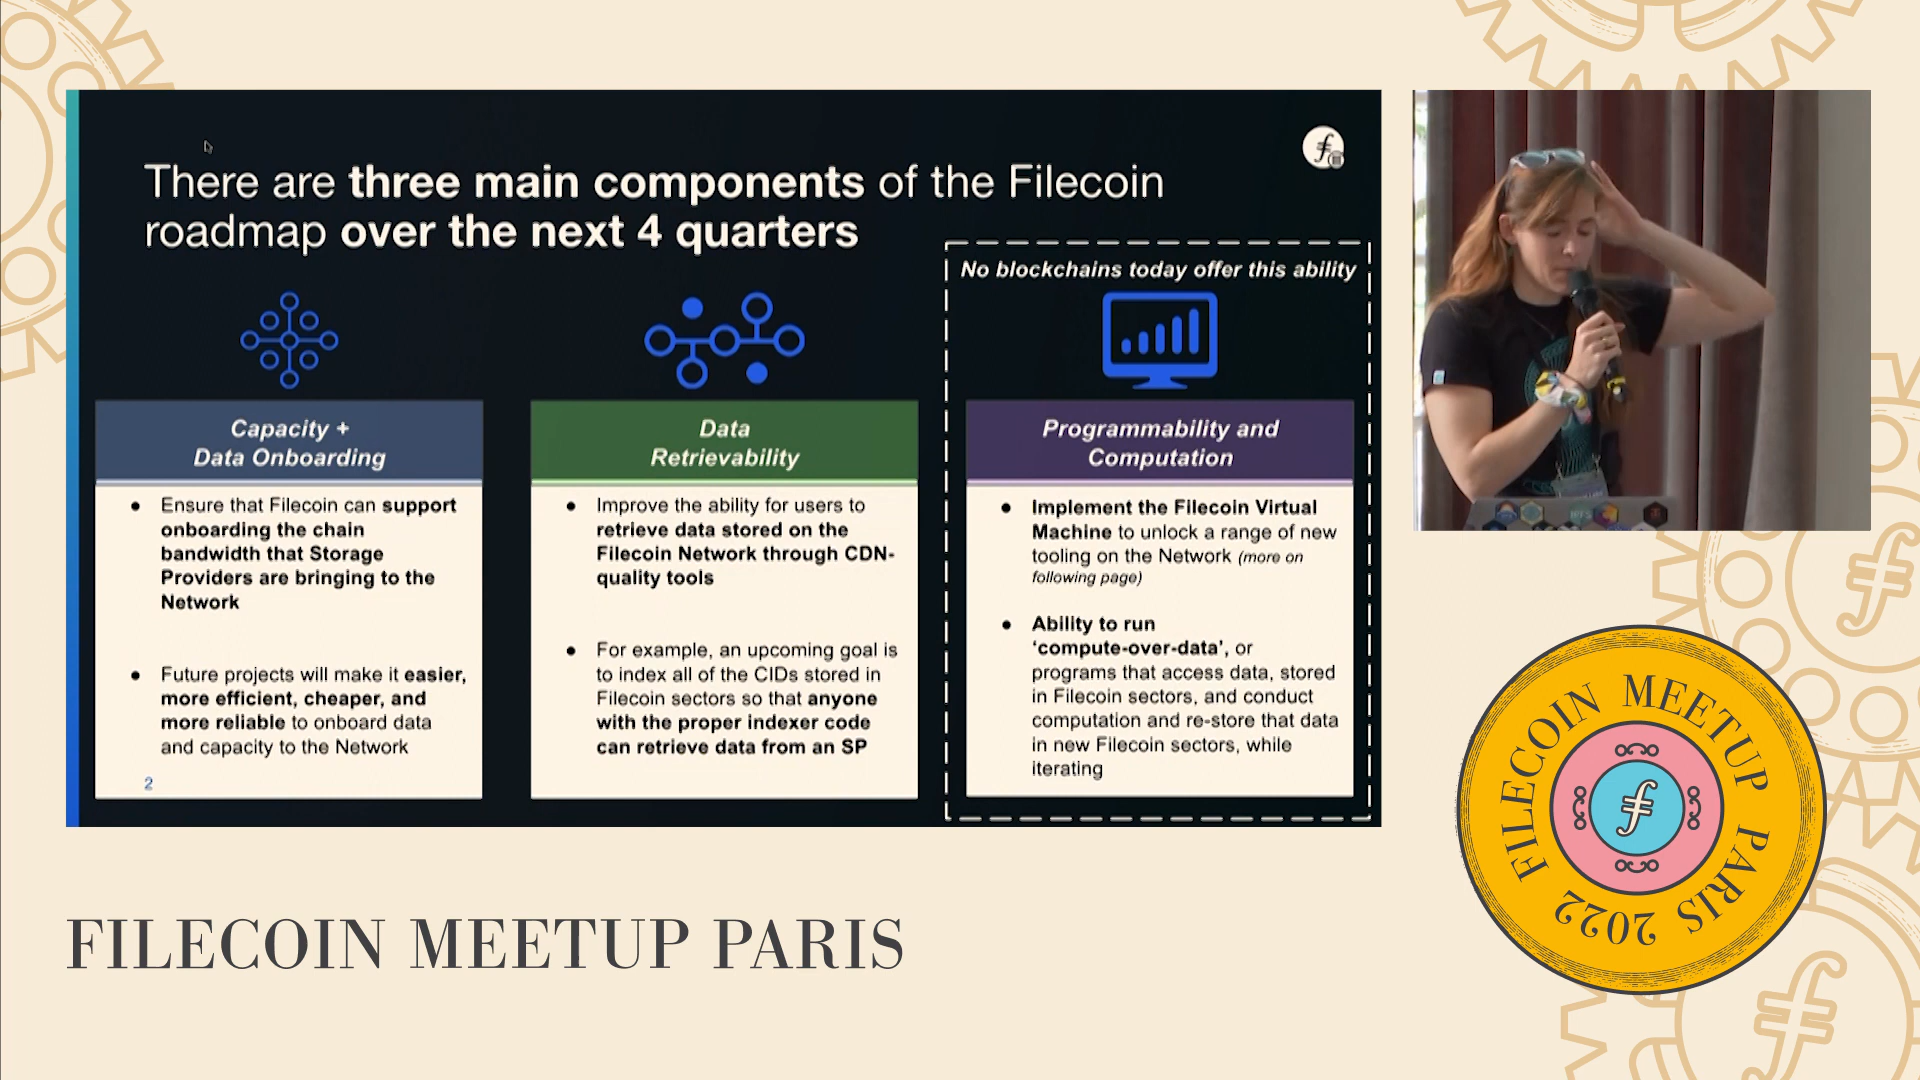 There are three main components of the Filecoin
roadmap over the next 4 quarters
Capacity +
Data Onboarding
Ensure that Filecoin can support
onboarding the chain
bandwidth that Storage
Providers are bringing to the
Network
Future projects will make it easier,
more efficient, cheaper, and
more reliable to onboard data
and capacity to the Network
2
Data
Retrievability
Improve the ability for users to
retrieve data stored on the
Filecoin Network through CDN-
quality tools
For example, an upcoming goal is
to index all of the CIDs stored in
Filecoin sectors so that anyone
with the proper indexer code
can retrieve data from an SP
No blockchains today offer this ability
Programmability and
Computation
Implement the Filecoin Virtual
Machine to unlock a range of new
tooling on the Network (more on
following page)
Ability to run
‘compute-over-data’, or
programs that access data, stored
in Filecoin sectors, and conduct
computation and re-store that data
in new Filecoin sectors, while
iterating
FILECOIN MEETUP PARIS 2022
FILECOIN MEETUP PARIS